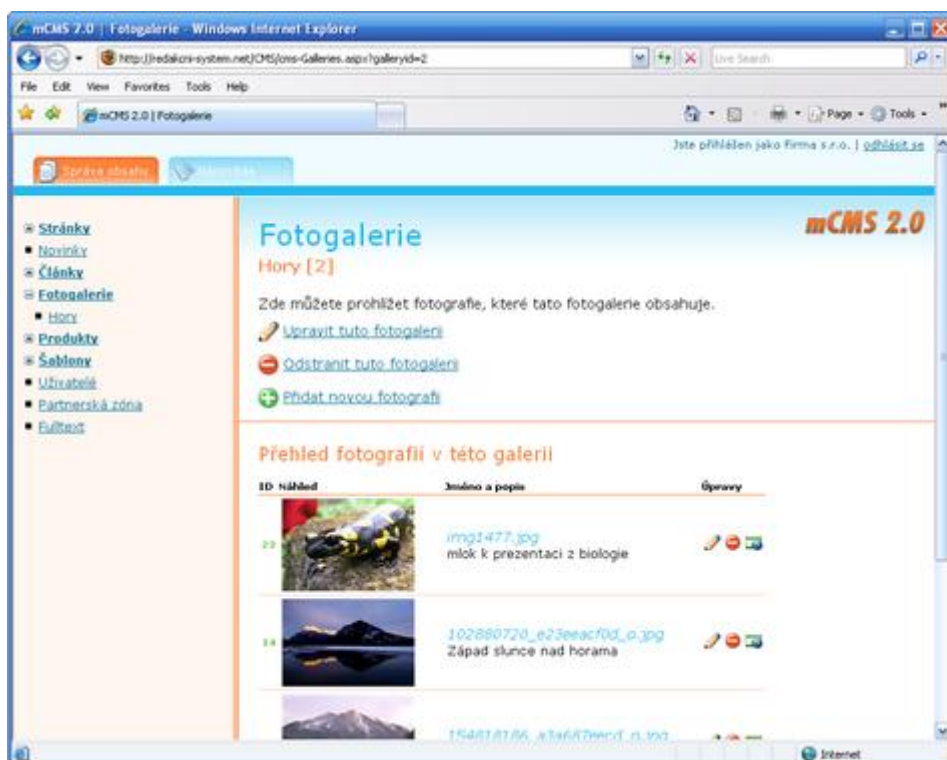 mCMS 2.0 | Fotogalerie - Windows Internet Explorer
http://redakcni-system.net/CMS/cms-Galleries.aspx?galleryid=2
Live Search
File Edit View Favorites Tools Help
mCMS 2.0 | Fotogalerie
Page Tools
Jste přihlášen jako Firma s.r.o. | odhlásit se
Správa obsahu
mCMS 2.0
Stránky
Novinky
Články
Fotogalerie
Hory
Produkty
Šablony
Uživatelé
Partnerská zóna
Fulltext
Fotogalerie
Hory [2]
Zde můžete prohlížet fotografie, které tato fotogalerie obsahuje.
Upravit tuto fotogalerii
Odstranit tuto fotogalerii
Přidat novou fotografii
Přehled fotografií v této galerii
ID Náhled Jméno a popis Úpravy
img1477.jpg
mlok k prezentaci z biologie
102880720_e23eeacf0d_o.jpg
Západ slunce nad horama
Internet